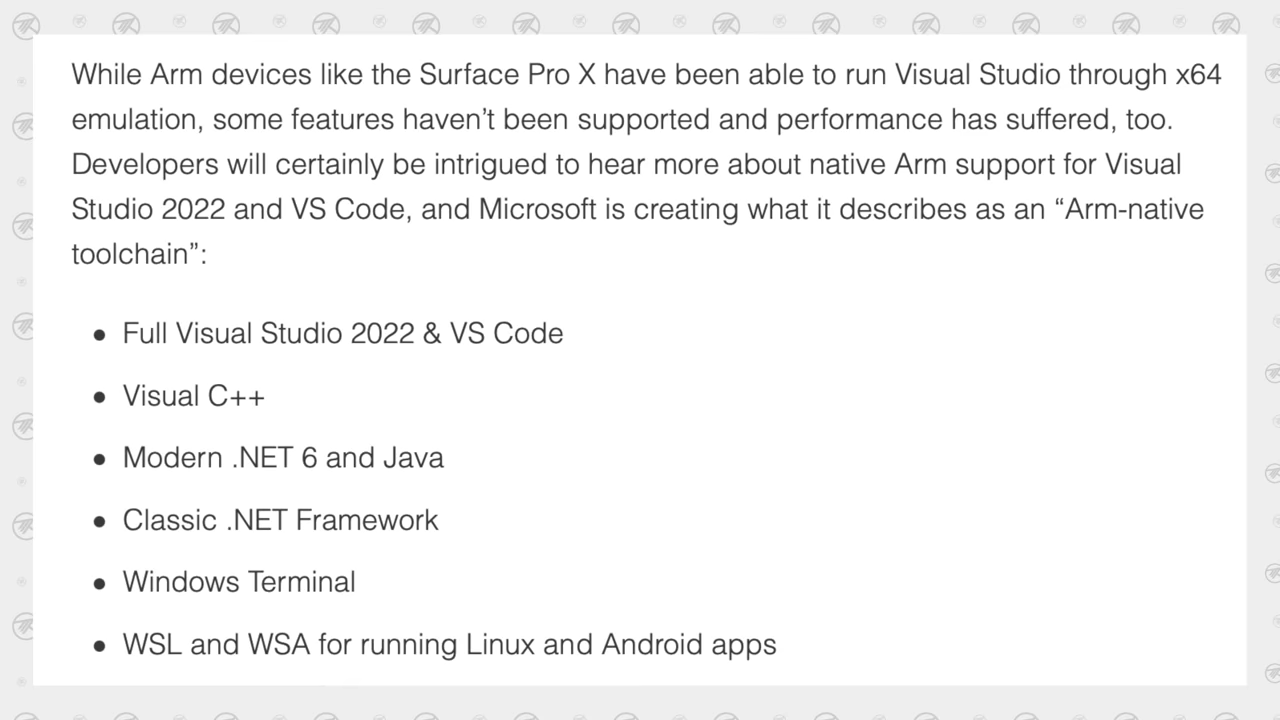 While Arm devices like the Surface Pro X have been able to run Visual Studio through x64
emulation, some features haven’t been supported and performance has suffered, too.
Developers will certainly be intrigued to hear more about native Arm support for Visual
Studio 2022 and VS Code, and Microsoft is creating what it describes as an “Arm-native
toolchain”:
● Full Visual Studio 2022 & VS Code
● Visual C++
● Modern .NET 6 and Java
● Classic .NET Framework
● Windows Terminal
● WSL and WSA for running Linux and Android apps